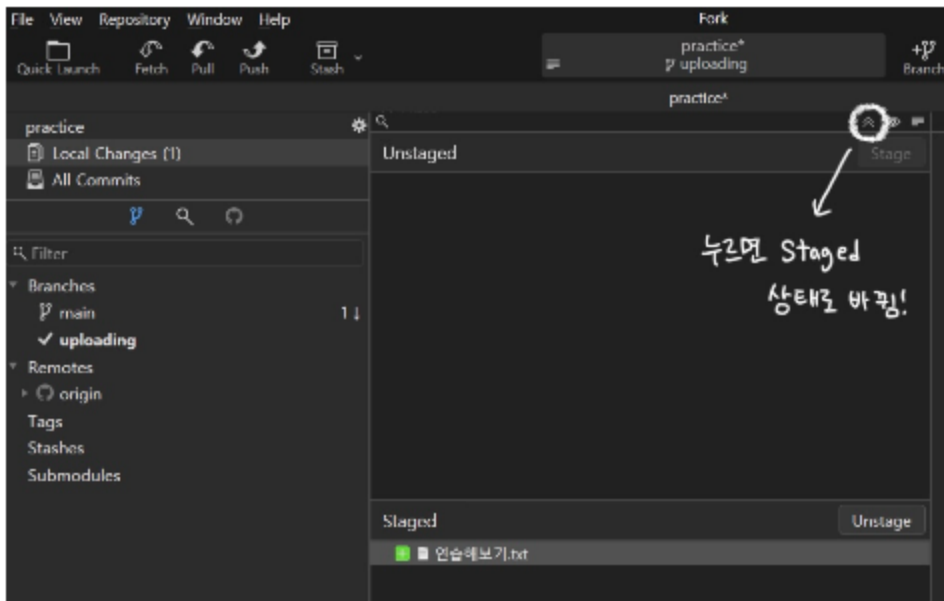 File View Repository Window Help
Fork
Quick Launch Fetch Pull Push Stash
practice*
uploading
Branch
practice*
practice
Local Changes (1)
All Commits
Filter
Branches
main 1↓
uploading
Remotes
origin
Tags
Stashes
Submodules
Unstaged Stage
누르면 Staged
상태로 바뀜!
Staged Unstage
연습해보기.txt